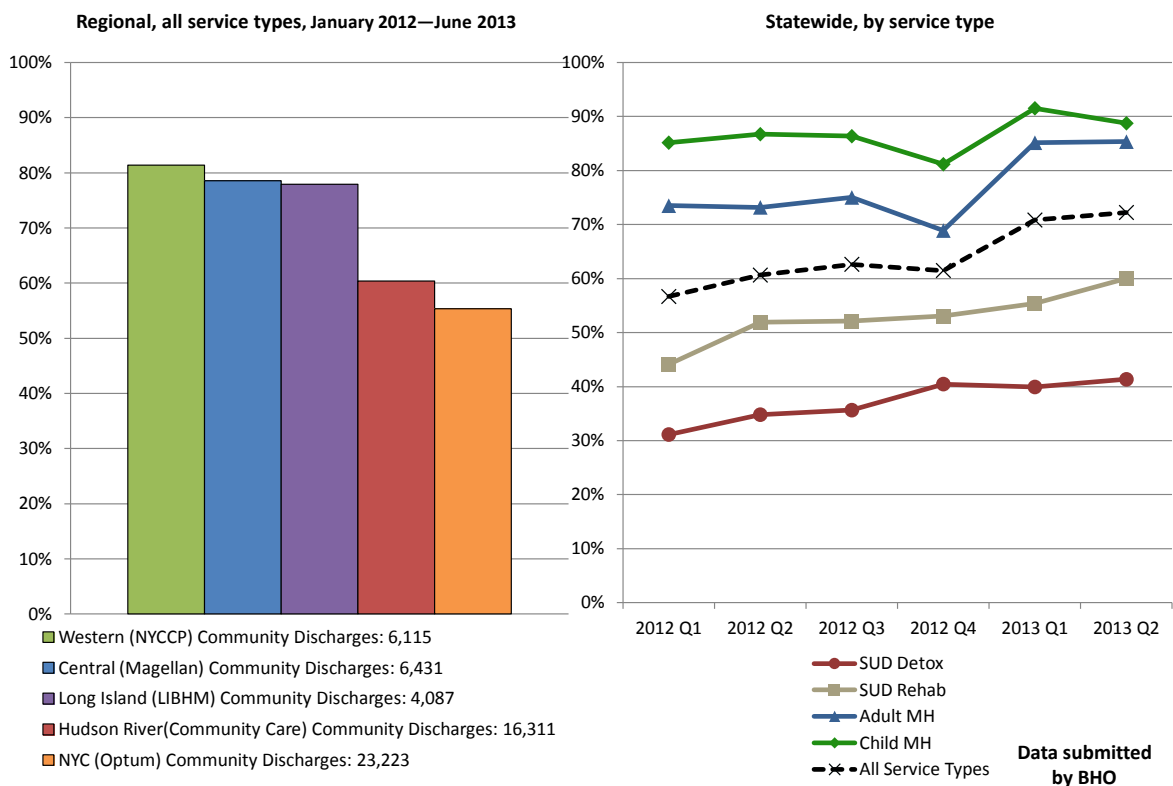 Regional, all service types, January 2012—June 2013
100%
90%
80%
70%
60%
50%
40%
30%
20%
10%
0%
Western (NYCCP) Community Discharges: 6,115
Central (Magellan) Community Discharges: 6,431
Long Island (LIBHM) Community Discharges: 4,087
Hudson River(Community Care) Community Discharges: 16,311
NYC (Optum) Community Discharges: 23,223
Statewide, by service type
100%
90%
80%
70%
60%
50%
40%
30%
20%
10%
0%
2012 Q1 2012 Q2 2012 Q3 2012 Q4 2013 Q1 2013 Q2
SUD Detox
SUD Rehab
Adult MH
Child MH
All Service Types
Data submitted
by BHO